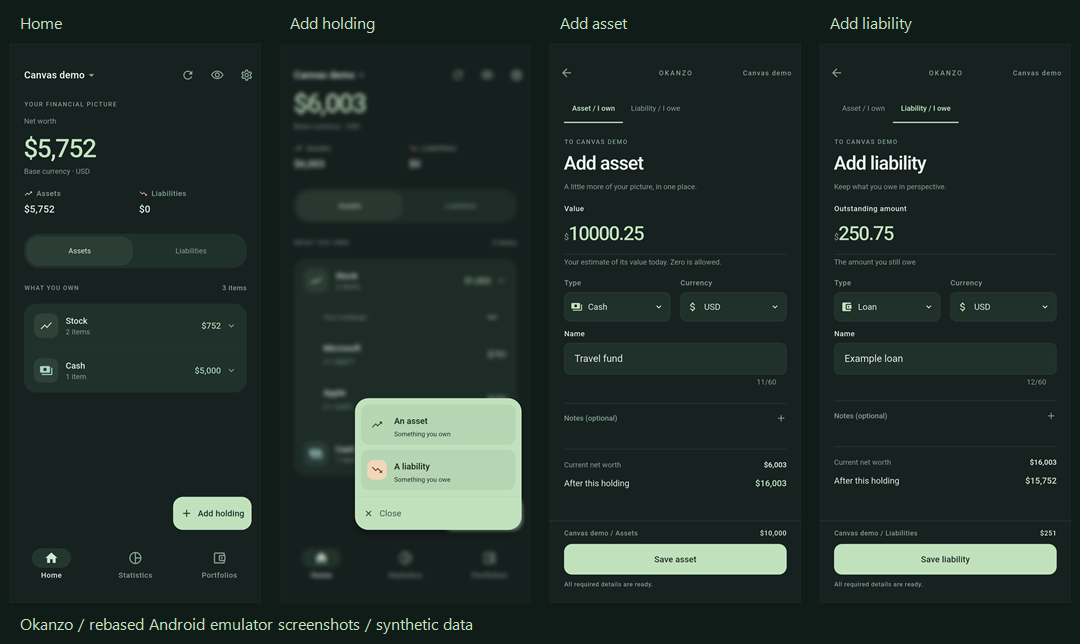 Home
Add holding
Add asset
Add liability
Canvas demo
YOUR FINANCIAL PICTURE
Net worth
$5,752
Base currency · USD
Assets
Liabilities
$5,752
$0
Assets
Liabilities
WHAT YOU OWN
3 items
Stock
2 items
$752
Cash
1 item
$5,000
+ Add holding
Home
Statistics
Portfolios
Canvas demo
$6,003
Assets
Liabilities
Stock
An asset
Something you own
A liability
Something you owe
Close
OKANZO
Canvas demo
Asset / I own
Liability / I owe
TO CANVAS DEMO
Add asset
A little more of your picture, in one place.
Value
$10000.25
Your estimate of its value today. Zero is allowed.
Type
Currency
Cash
$ USD
Name
Travel fund
11/60
Notes (optional)
+
Current net worth
$6,003
After this holding
$16,003
Canvas demo / Assets
$10,000
Save asset
All required details are ready.
OKANZO
Canvas demo
Asset / I own
Liability / I owe
TO CANVAS DEMO
Add liability
Keep what you owe in perspective.
Outstanding amount
$250.75
The amount you still owe
Type
Currency
Loan
$ USD
Name
Example loan
12/60
Notes (optional)
+
Current net worth
$16,003
After this holding
$15,752
Canvas demo / Liabilities
$251
Save liability
All required details are ready.
Okanzo / rebased Android emulator screenshots / synthetic data